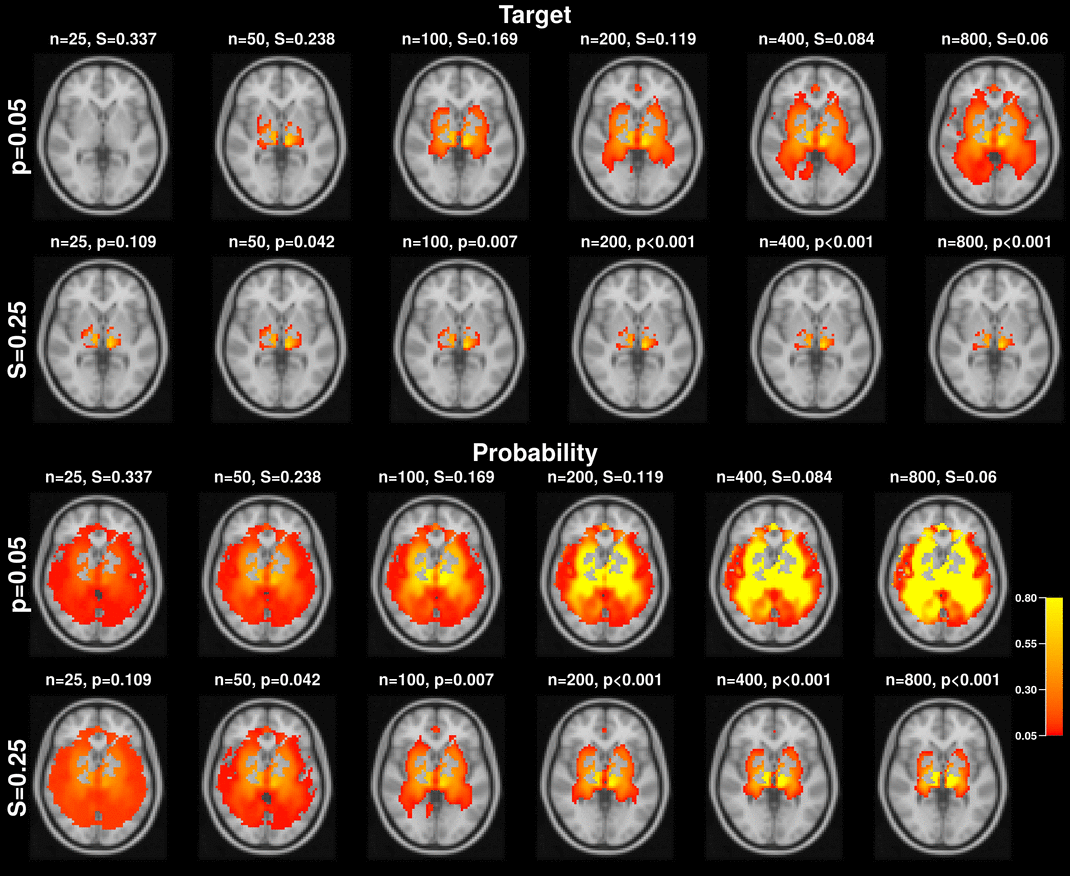 Target
n=25, S=0.337 n=50, S=0.238 n=100, S=0.169 n=200, S=0.119 n=400, S=0.084 n=800, S=0.06
p=0.05
n=25, p=0.109 n=50, p=0.042 n=100, p=0.007 n=200, p<0.001 n=400, p<0.001 n=800, p<0.001
S=0.25
Probability
n=25, S=0.337 n=50, S=0.238 n=100, S=0.169 n=200, S=0.119 n=400, S=0.084 n=800, S=0.06
p=0.05
0.80
0.55
n=25, p=0.109 n=50, p=0.042 n=100, p=0.007 n=200, p<0.001 n=400, p<0.001 n=800, p<0.001
0.30
0.05
S=0.25